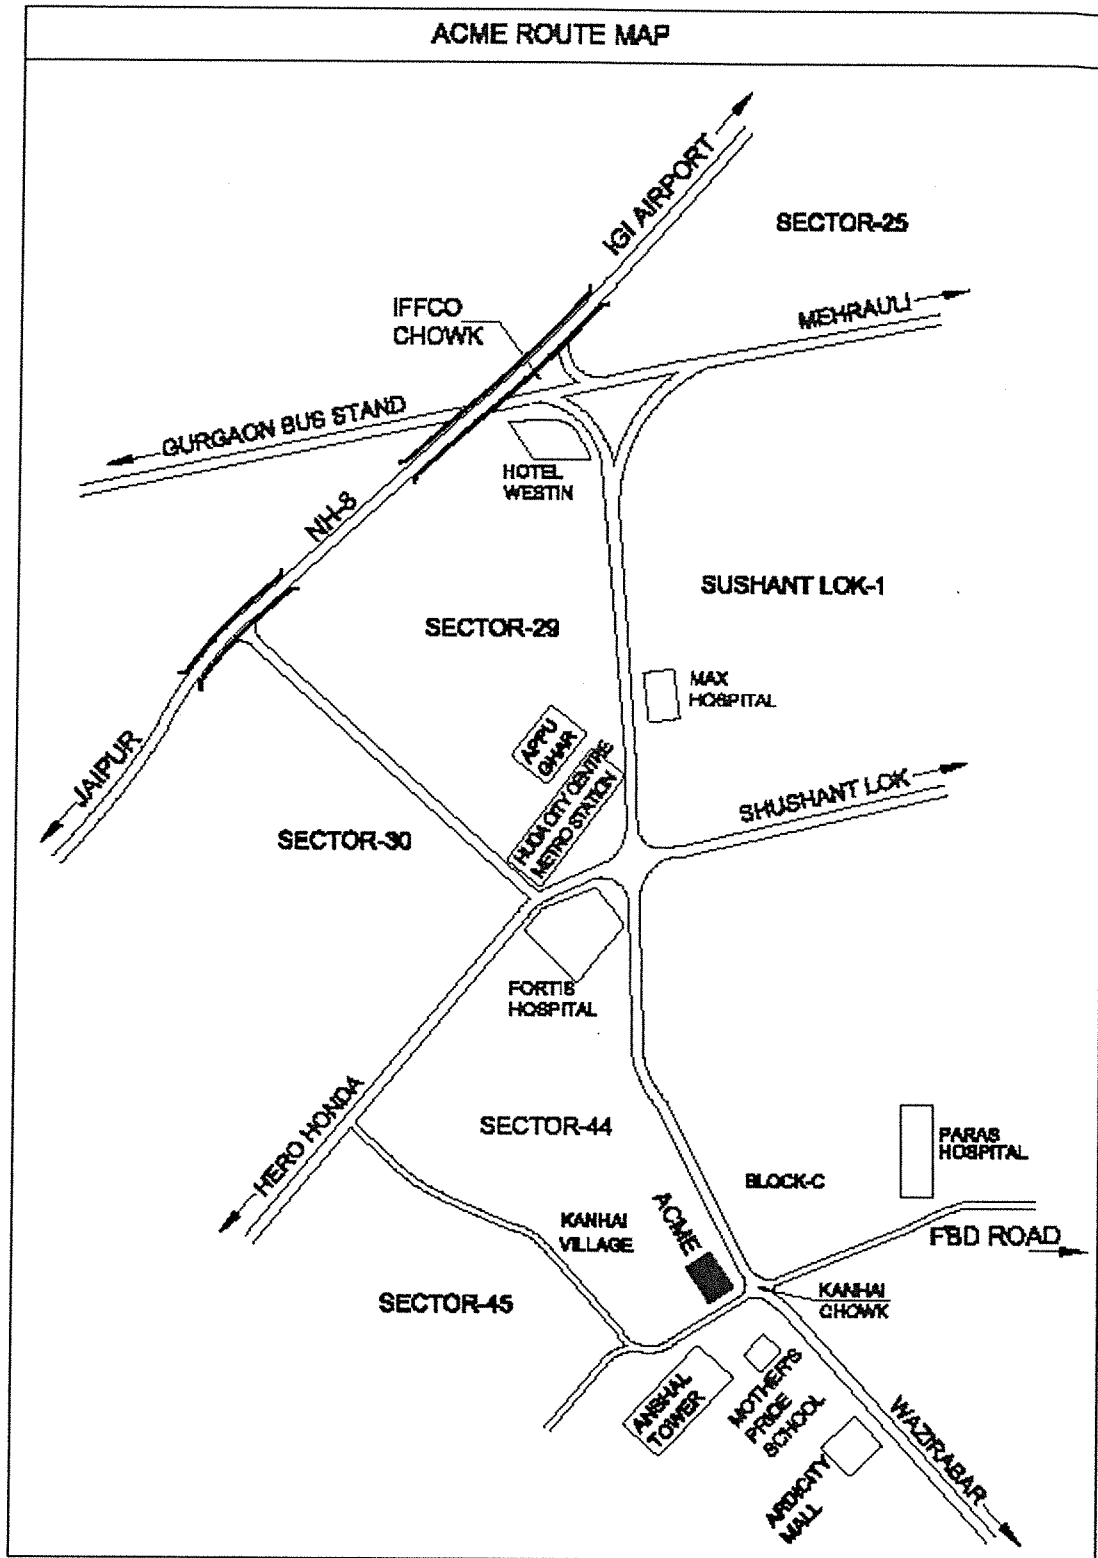 ACME ROUTE MAP
IGI AIRPORT
SECTOR-25
IFFCO
CHOWK
MEHRAULI
GURGAON BUS STAND
HOTEL
WESTIN
NH-8
SUSHANT LOK-1
SECTOR-29
MAX
HOSPITAL
APPU
GHAR
JAIPUR
HUDA CITY CENTRE
METRO STATION
SHUSHANT LOK
SECTOR-30
FORTIS
HOSPITAL
HERO HONDA
SECTOR-44
PARAS
HOSPITAL
BLOCK-C
ACME
KANHAI
VILLAGE
FBD ROAD
SECTOR-45
KANHAI
CHOWK
ANSHAL
TOWER
MOTHER'S
PRIDE
SCHOOL
WAZIRABAR
ARDICITY
MALL